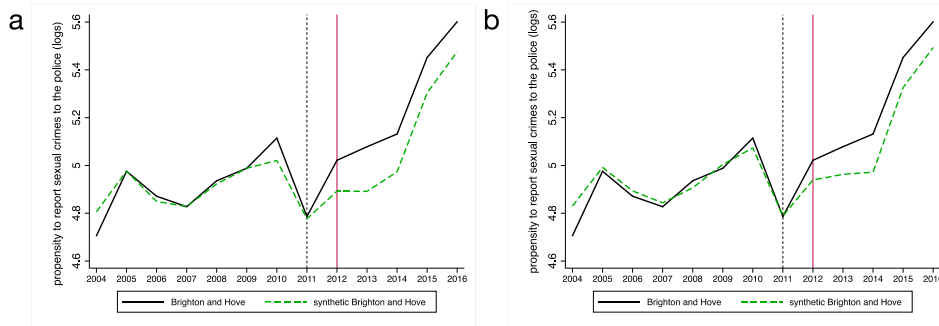 a
propensity to report sexual crimes to the police (logs)
5.6
5.4
5.2
5
4.8
4.6
2004 2005 2006 2007 2008 2009 2010 2011 2012 2013 2014 2015 2016
Brighton and Hove synthetic Brighton and Hove
b
propensity to report sexual crimes to the police (logs)
5.6
5.4
5.2
5
4.8
4.6
2004 2005 2006 2007 2008 2009 2010 2011 2012 2013 2014 2015 2016
Brighton and Hove synthetic Brighton and Hove